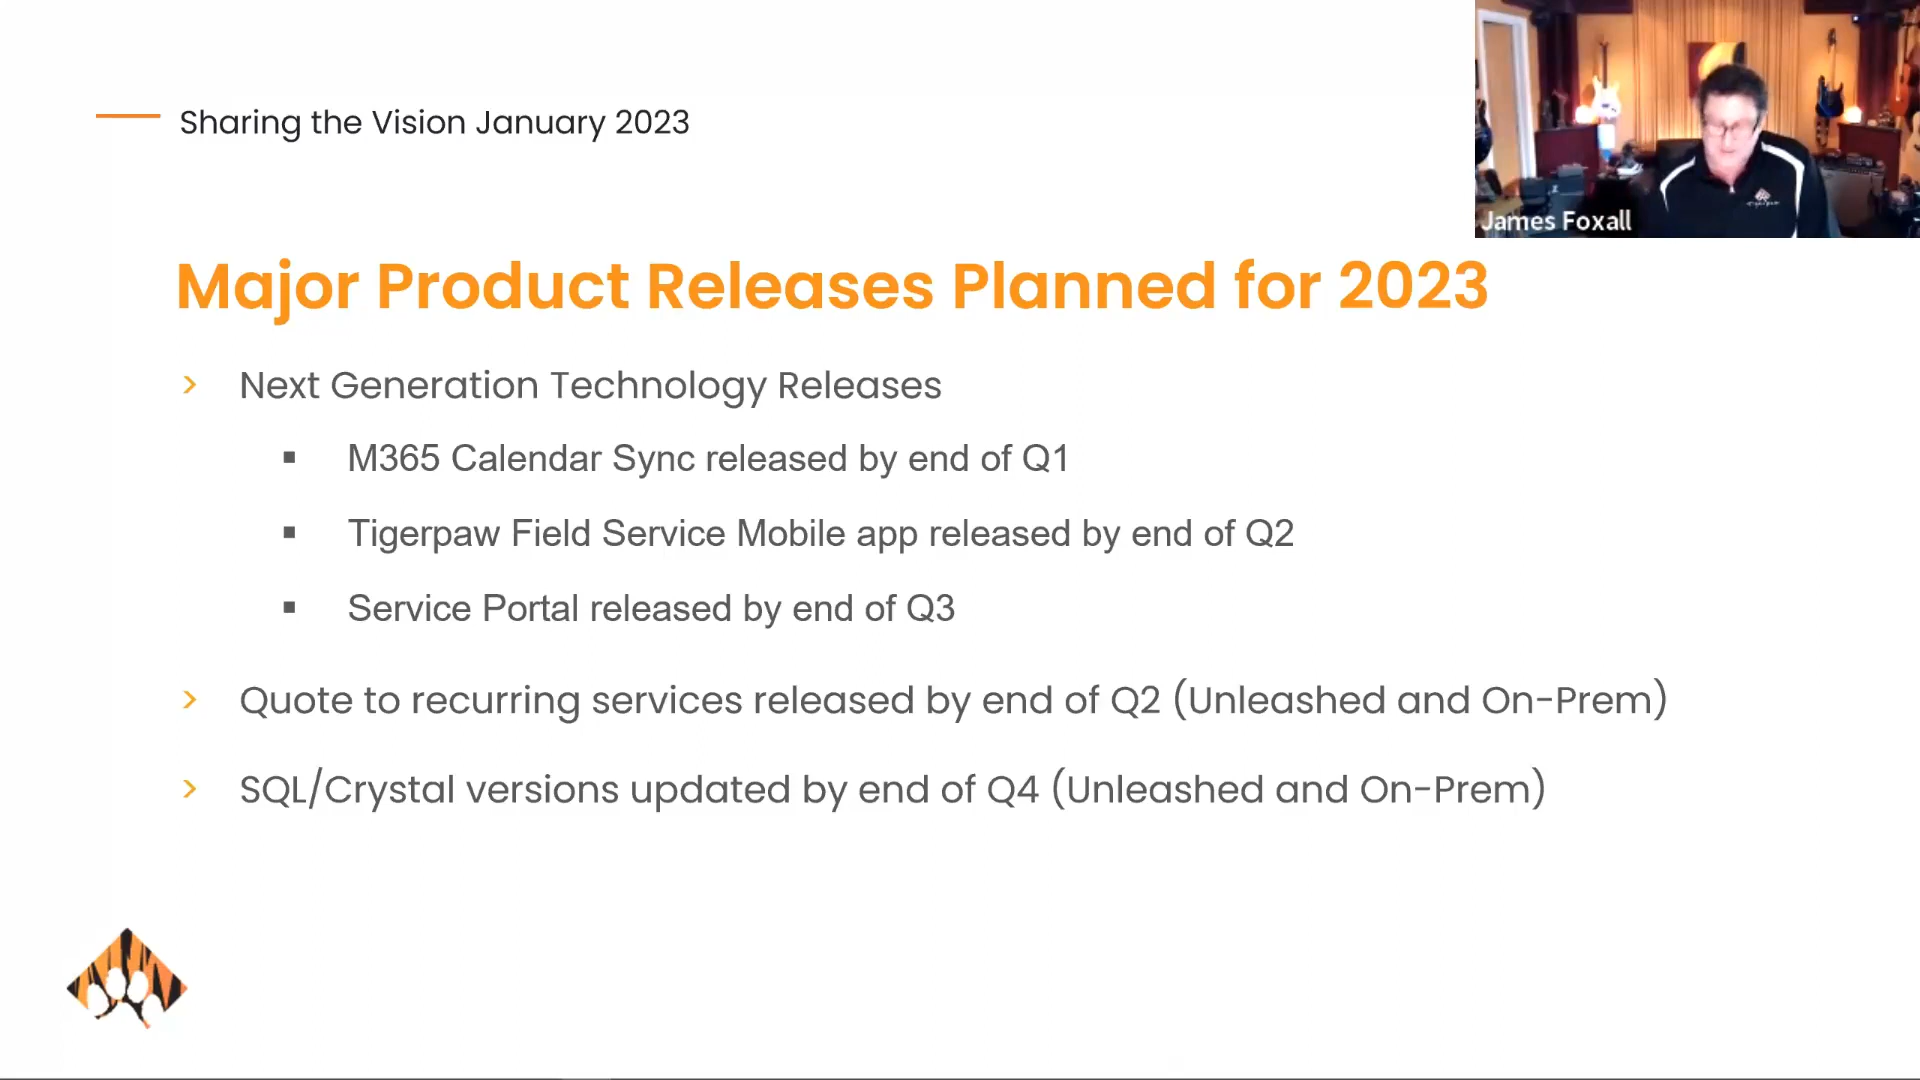 Sharing the Vision January 2023
James Foxall
Major Product Releases Planned for 2023
> Next Generation Technology Releases
▪ M365 Calendar Sync released by end of Q1
▪ Tigerpaw Field Service Mobile app released by end of Q2
▪ Service Portal released by end of Q3
> Quote to recurring services released by end of Q2 (Unleashed and On-Prem)
> SQL/Crystal versions updated by end of Q4 (Unleashed and On-Prem)